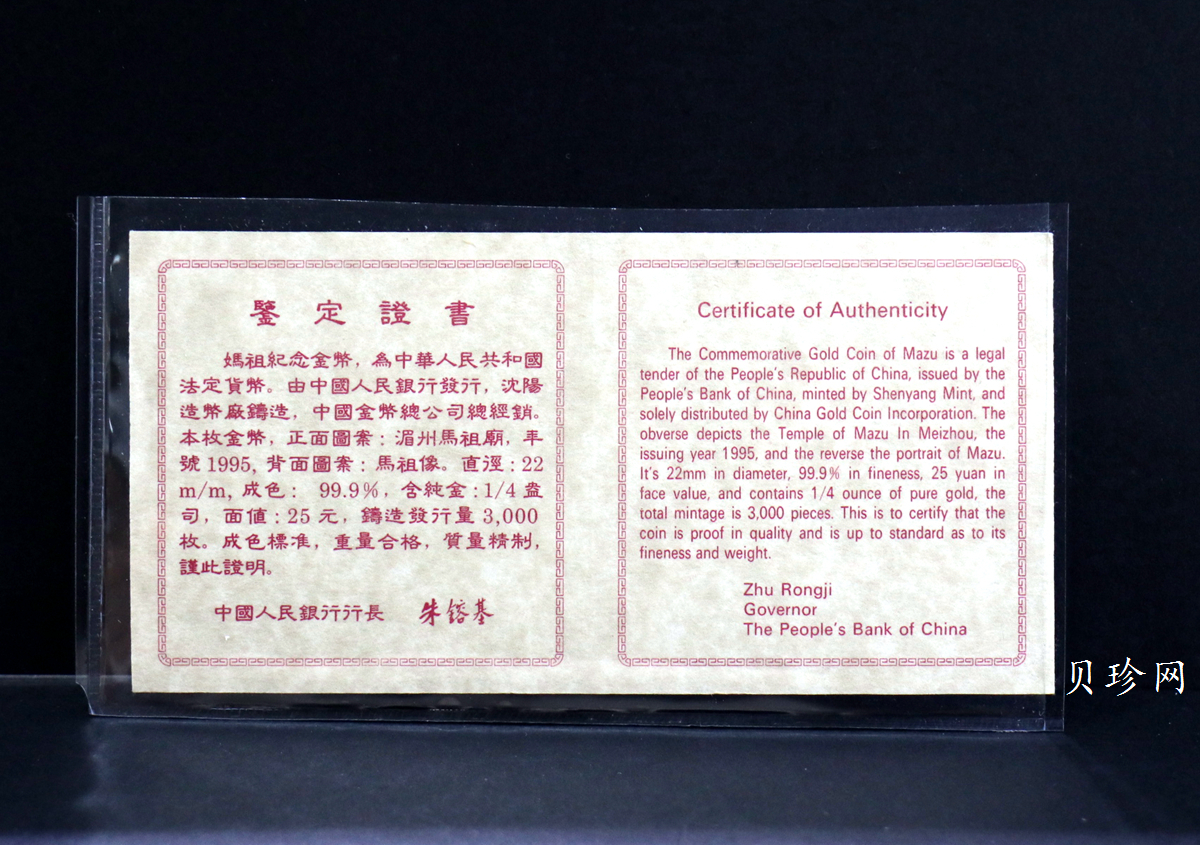 鑒定證書
媽祖紀念金幣，為中華人民共和國
法定貨幣。由中國人民銀行發行，沈陽
造幣廠鑄造，中國金幣總公司總經銷。
本枚金幣，正面圖案：湄州馬祖廟，年
號1995，背面圖案：馬祖像。直徑：22
m/m，成色： 99.9%，含純金：1/4盎
司，面值：25元，鑄造發行量3,000
枚。成色標准，重量合格，質量精制，
謹此證明。
中國人民銀行行長 朱鎔基
Certificate of Authenticity
The Commemorative Gold Coin of Mazu is a legal
tender of the People's Republic of China, issued by the
People's Bank of China, minted by Shenyang Mint, and
solely distributed by China Gold Coin Incorporation. The
obverse depicts the Temple of Mazu In Meizhou, the
issuing year 1995, and the reverse the portrait of Mazu.
It's 22mm in diameter, 99.9% in fineness, 25 yuan in
face value, and contains 1/4 ounce of pure gold, the
total mintage is 3,000 pieces. This is to certify that the
coin is proof in quality and is up to standard as to its
fineness and weight.
Zhu Rongji
Governor
The People's Bank of China
贝珍网